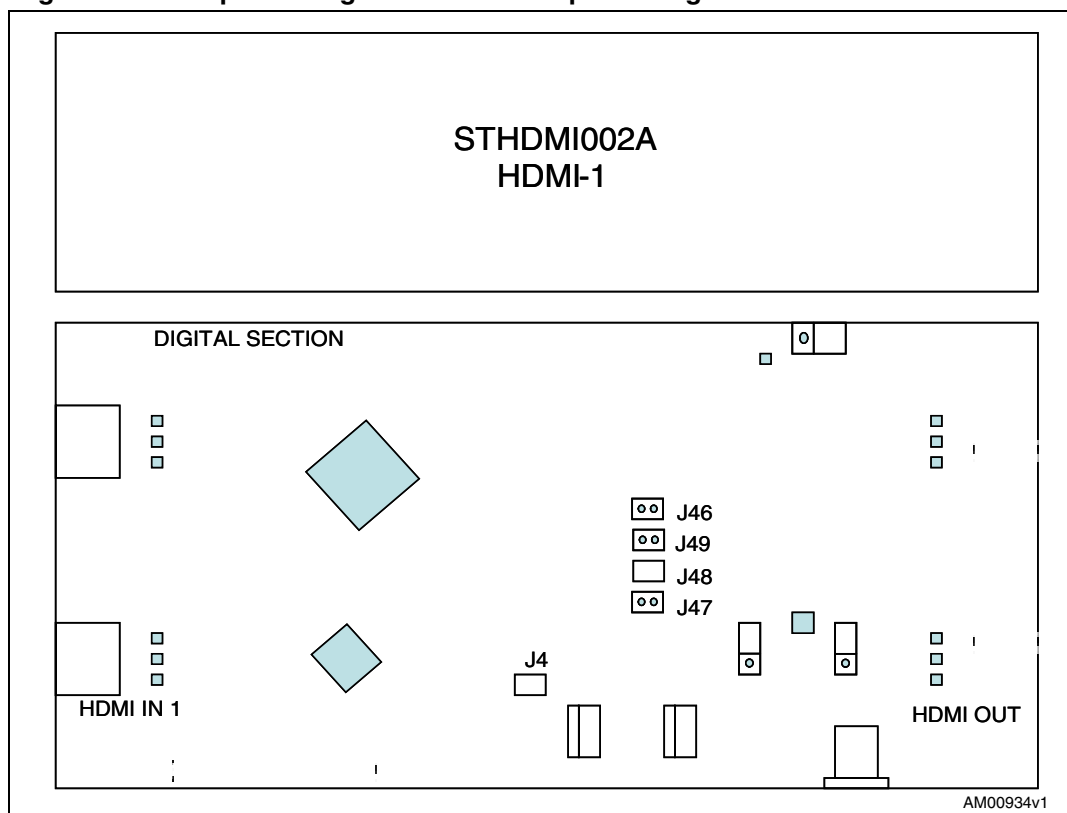 STHDMI002A
HDMI-1
DIGITAL SECTION
J46
J49
J48
J47
J4
HDMI IN 1
HDMI OUT
AM00934v1